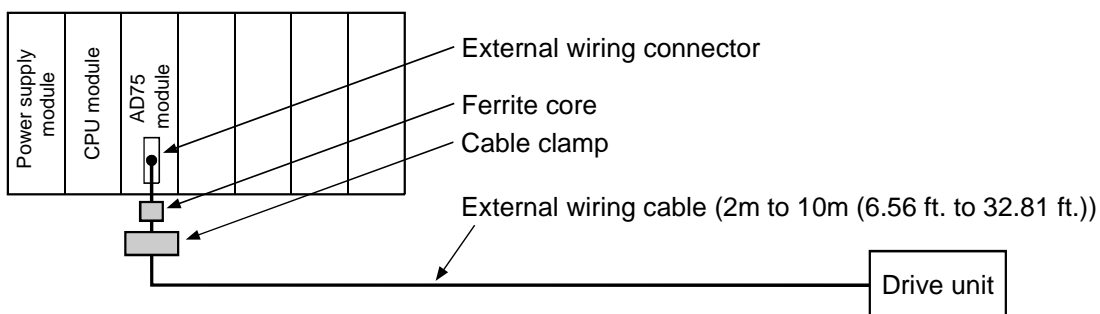 Power supply
module
CPU module
AD75
module
External wiring connector
Ferrite core
Cable clamp
External wiring cable (2m to 10m (6.56 ft. to 32.81 ft.))
Drive unit